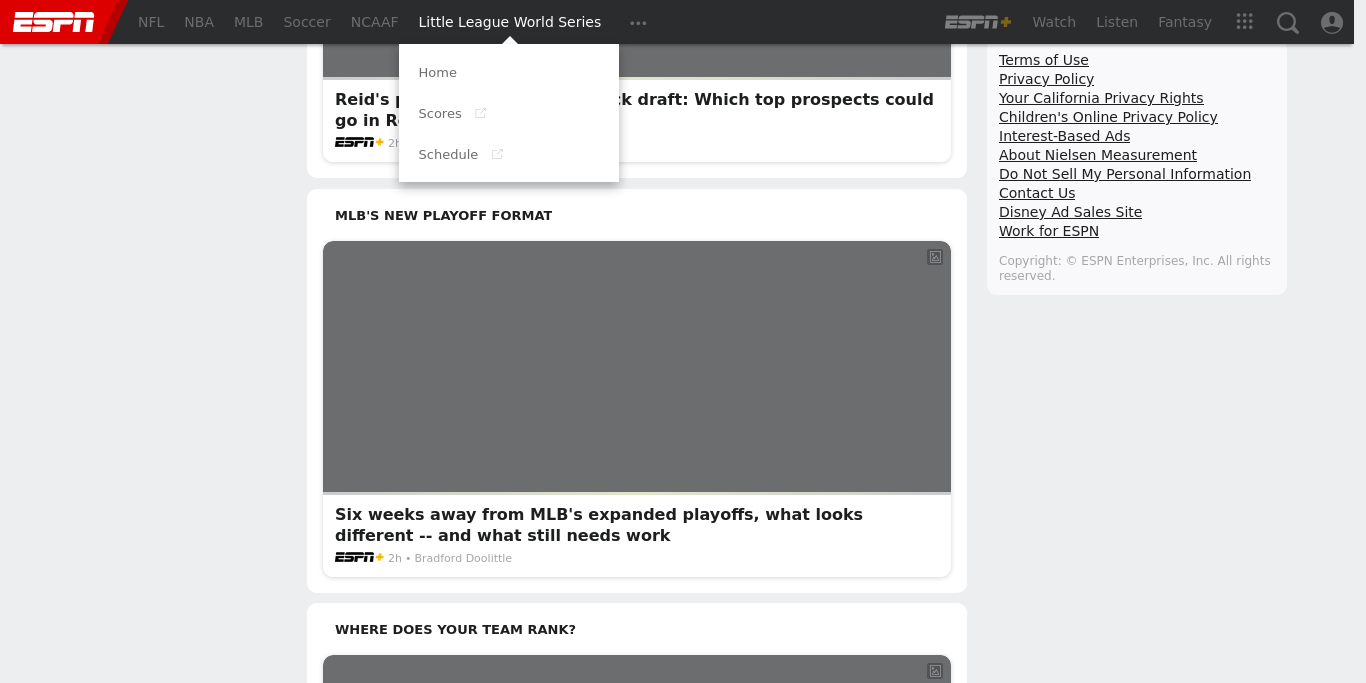 ESPN NFL NBA MLB Soccer NCAAF Little League World Series ESPN+ Watch Listen Fantasy
Home
Scores
Schedule
Reid's draft: Which top prospects could
go in
ESPN+
MLB'S NEW PLAYOFF FORMAT
Six weeks away from MLB's expanded playoffs, what looks
different -- and what still needs work
ESPN+ 2h • Bradford Doolittle
WHERE DOES YOUR TEAM RANK?
Terms of Use
Privacy Policy
Your California Privacy Rights
Children's Online Privacy Policy
Interest-Based Ads
About Nielsen Measurement
Do Not Sell My Personal Information
Contact Us
Disney Ad Sales Site
Work for ESPN
Copyright: © ESPN Enterprises, Inc. All rights
reserved.